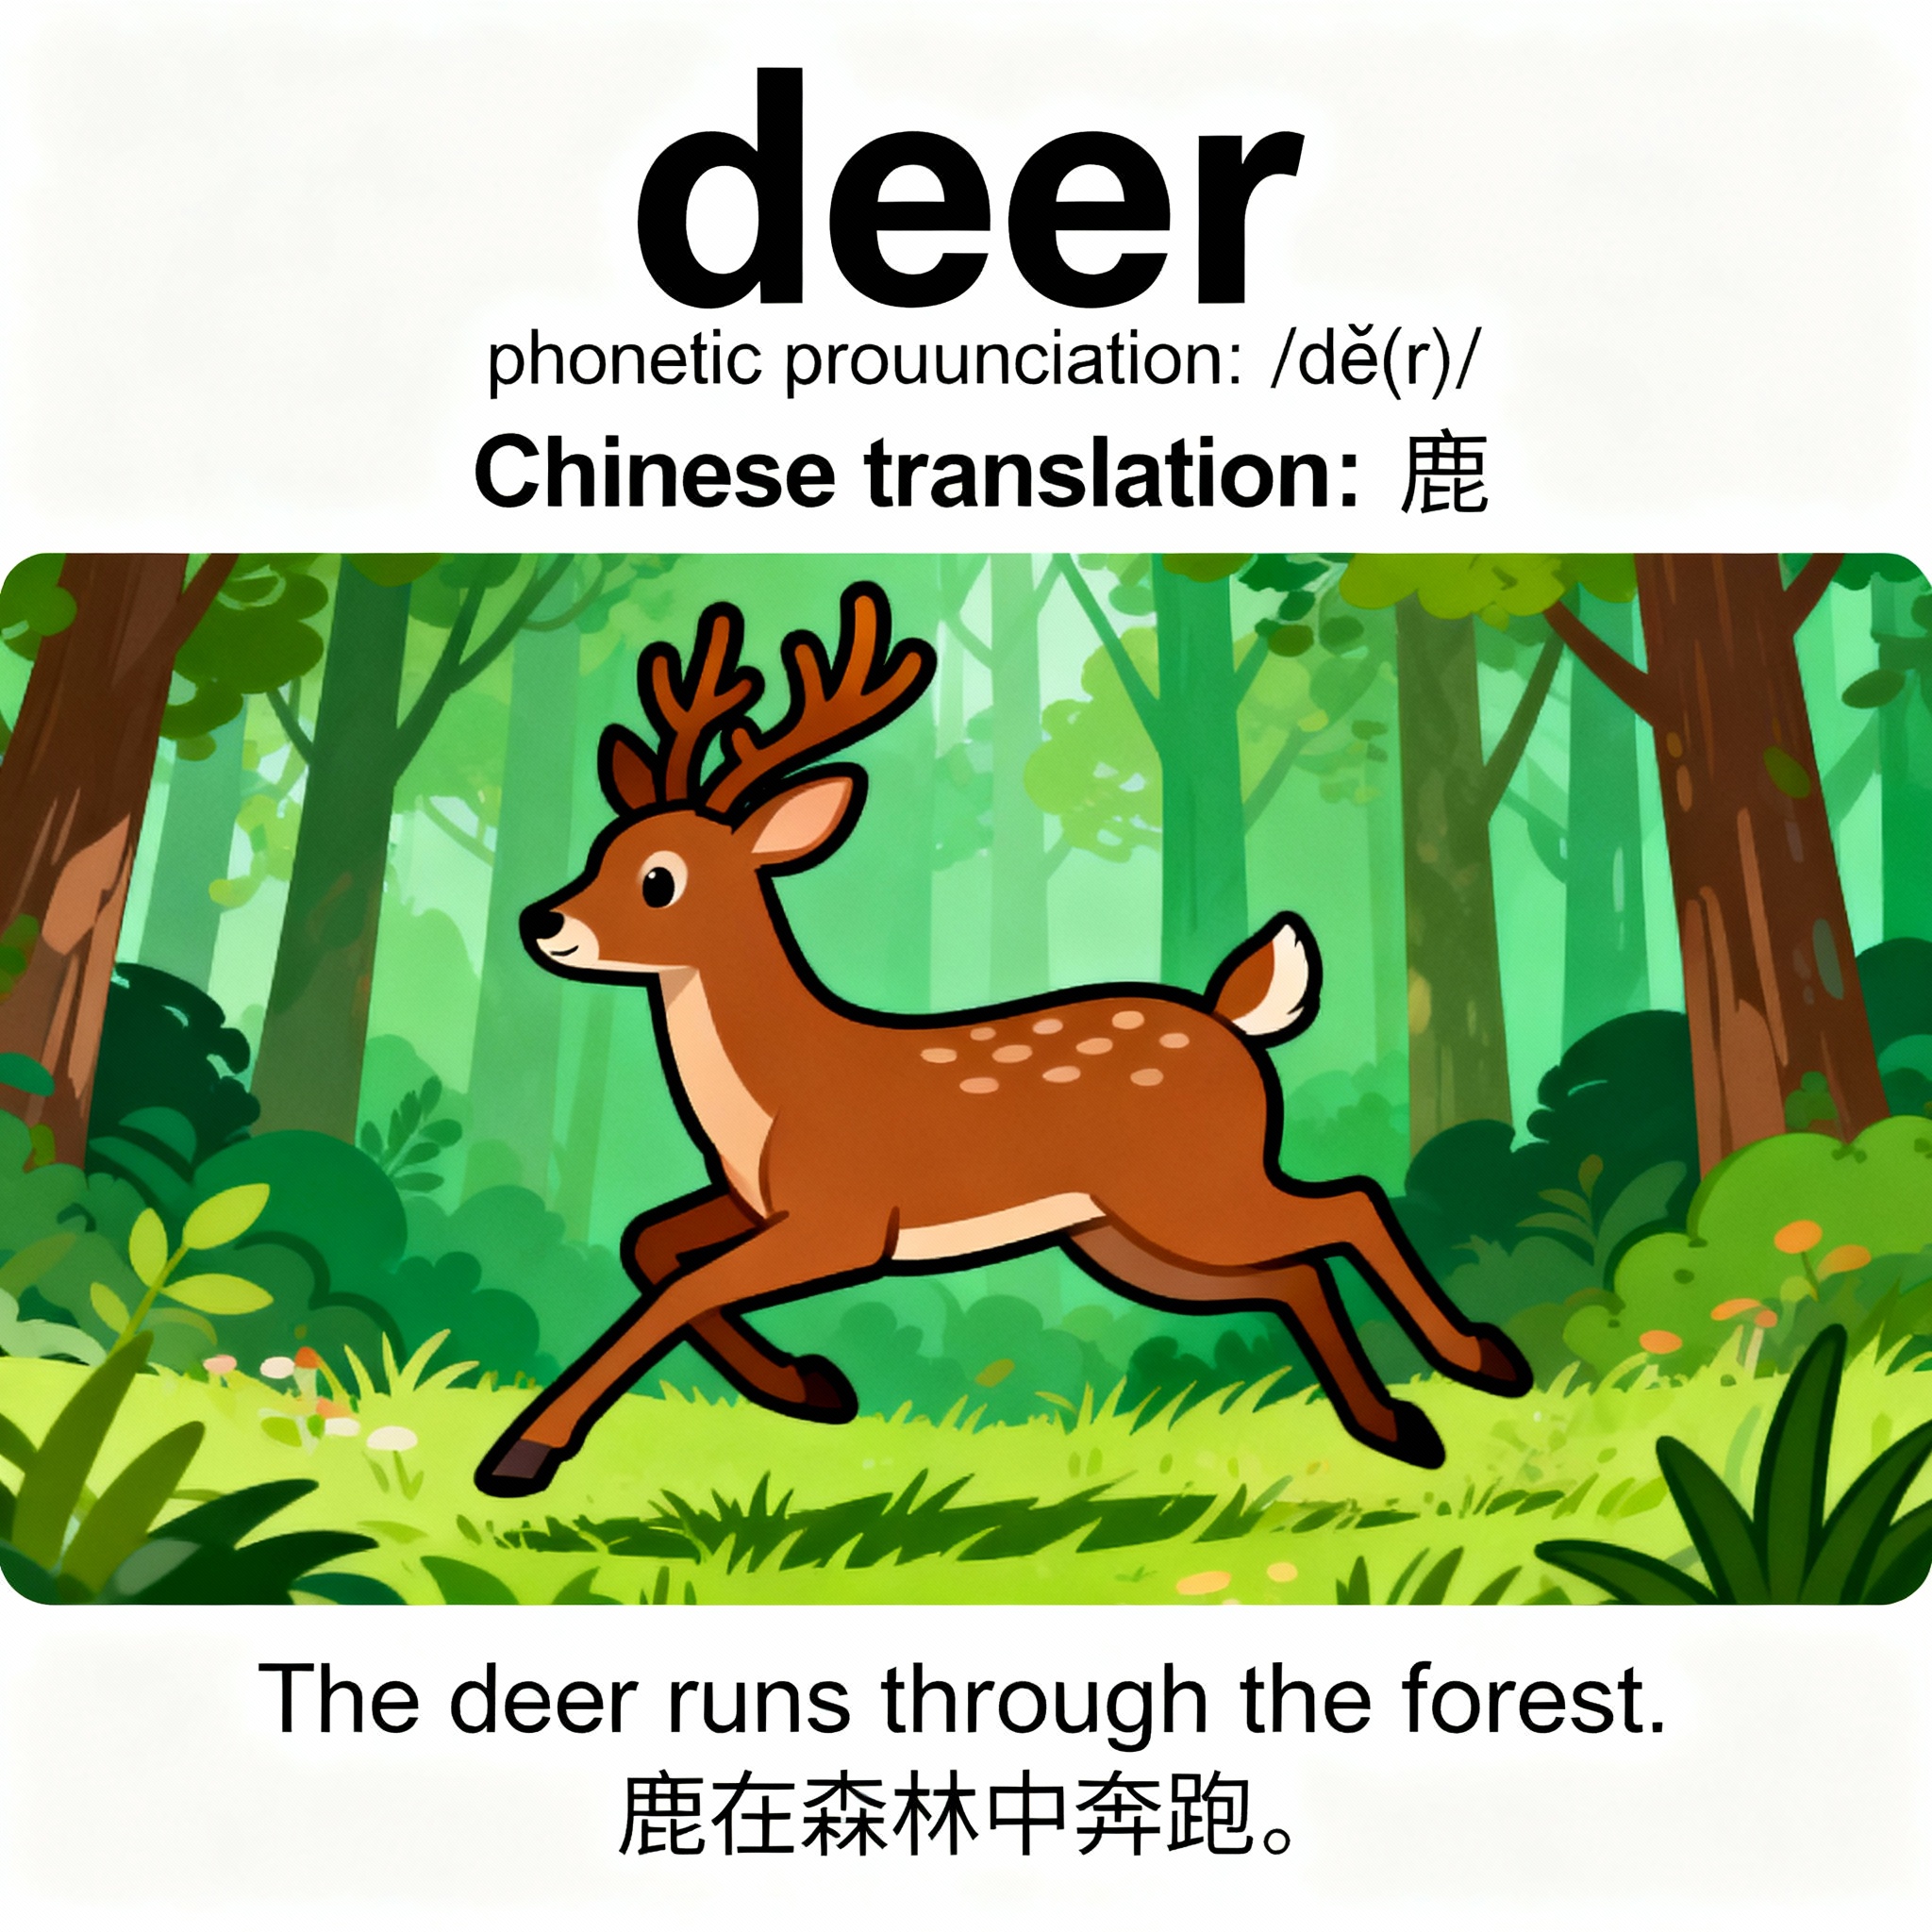 deer
phonetic prouunciation: /dě(r)/
Chinese translation: 鹿
The deer runs through the forest.
鹿在森林中奔跑。